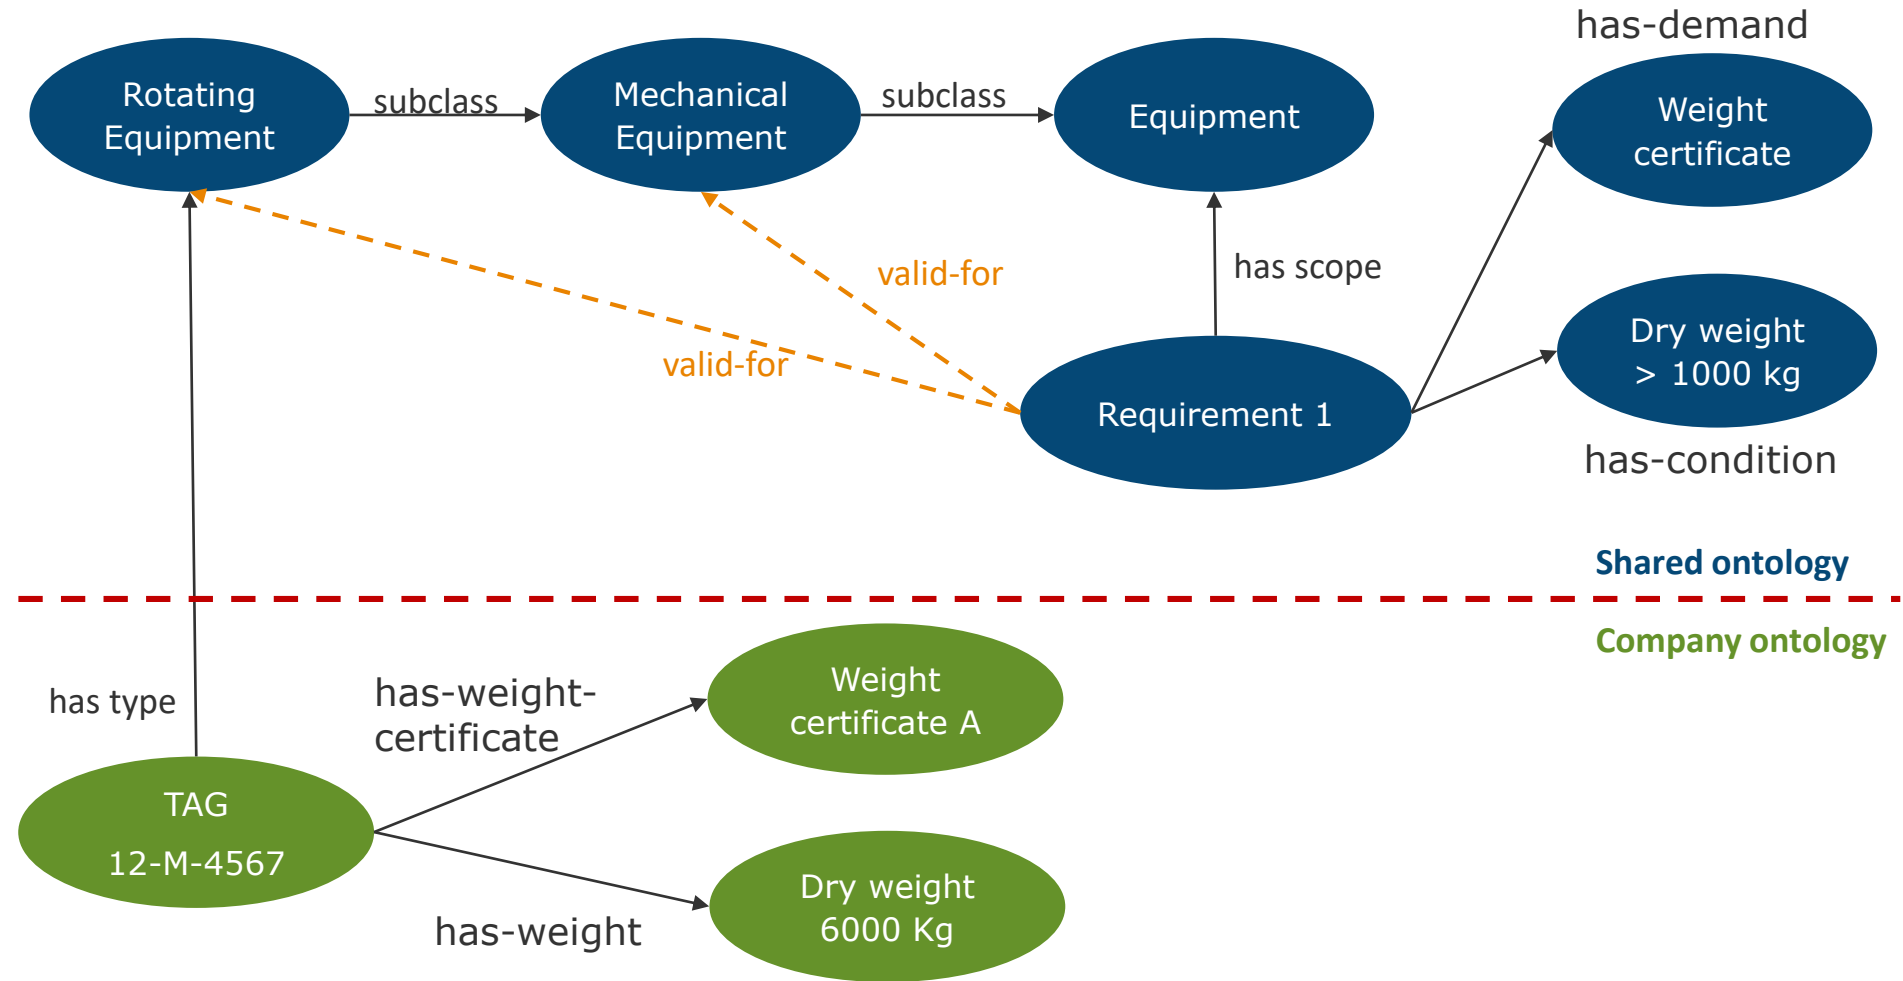 has-demand
Rotating
Equipment
subclass
Mechanical
Equipment
subclass
Equipment
Weight
certificate
valid-for
has scope
valid-for
Dry weight
> 1000 kg
Requirement 1
has-condition
Shared ontology
Company ontology
has type
has-weight-
certificate
Weight
certificate A
TAG
12-M-4567
Dry weight
6000 Kg
has-weight